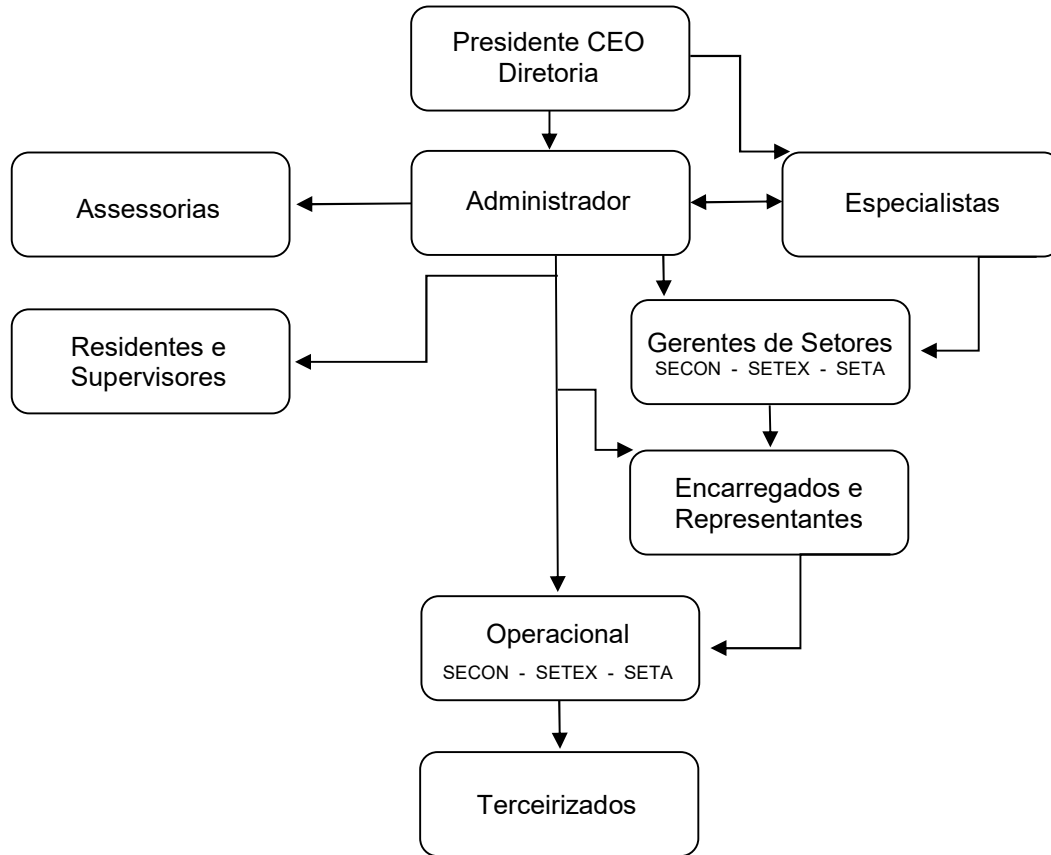 Presidente CEO
Diretoria
Assessorias
Administrador
Especialistas
Residentes e
Supervisores
Gerentes de Setores
SECON - SETEX - SETA
Encarregados e
Representantes
Operacional
SECON - SETEX - SETA
Terceirizados